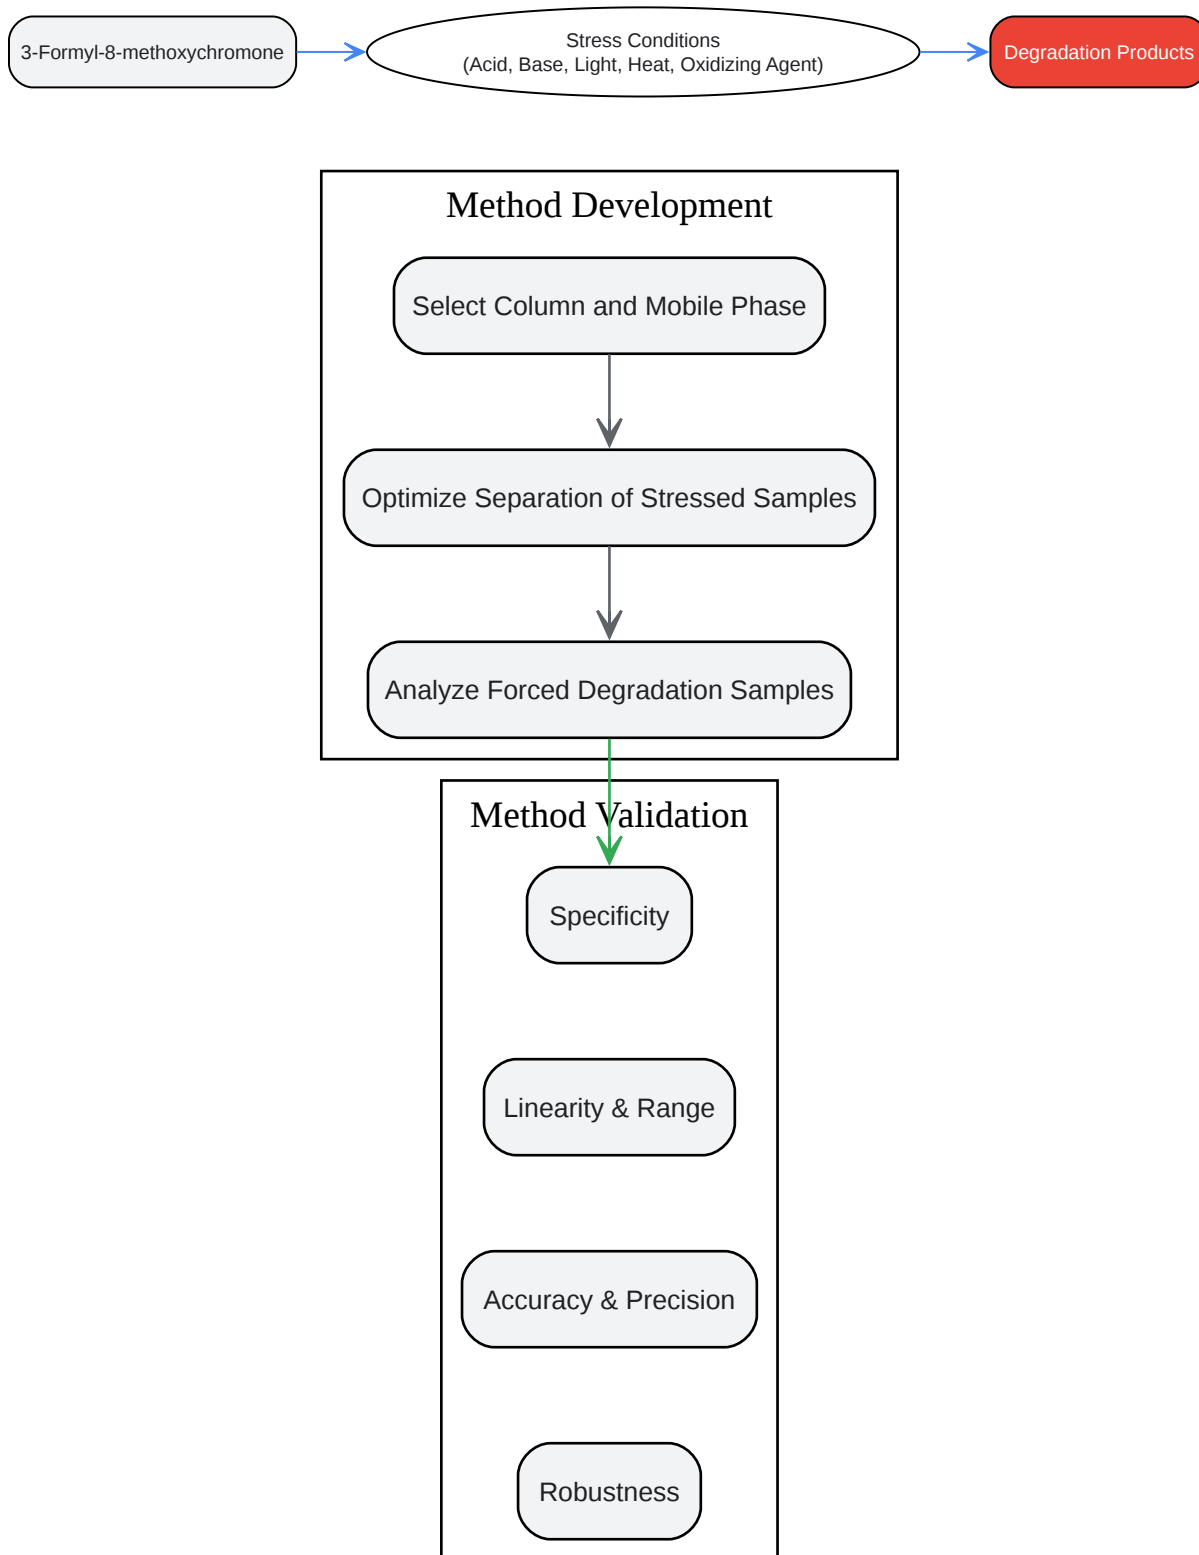 3-Formyl-8-methoxychromone
Stress Conditions
(Acid, Base, Light, Heat, Oxidizing Agent)
Degradation Products
Method Development
Select Column and Mobile Phase
Optimize Separation of Stressed Samples
Analyze Forced Degradation Samples
Method Validation
Specificity
Linearity & Range
Accuracy & Precision
Robustness